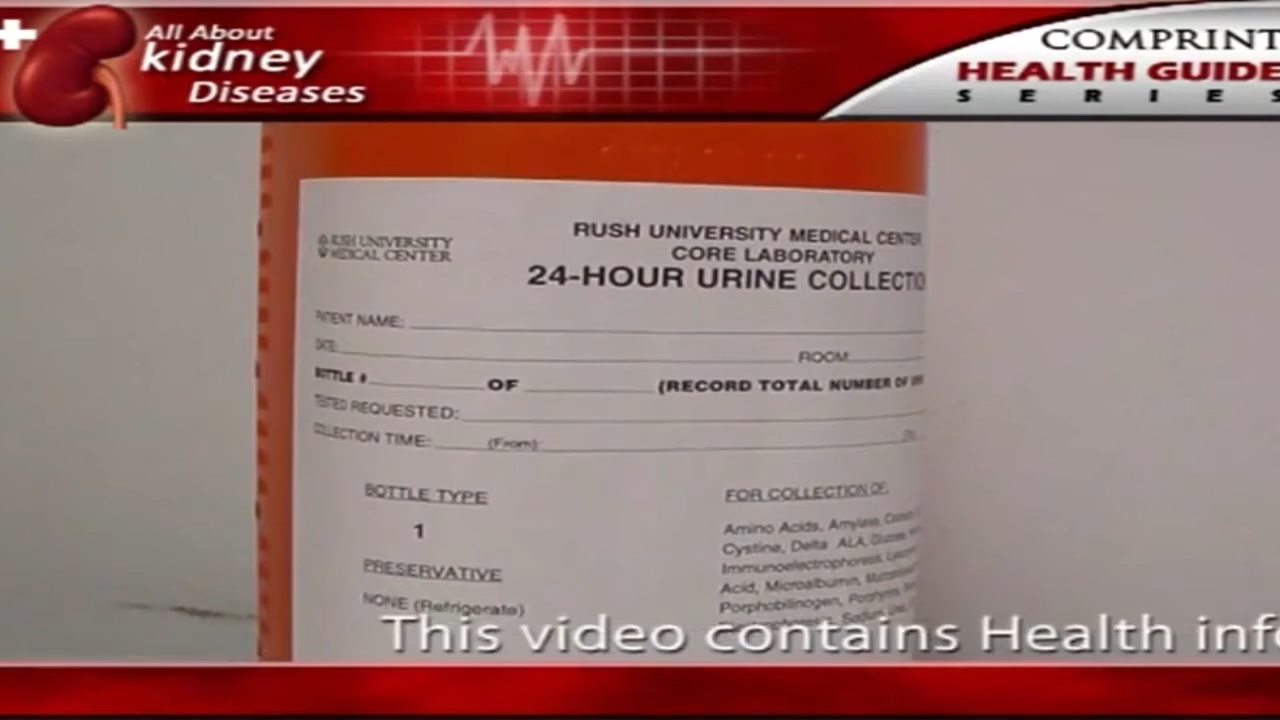 All About
kidney
Diseases
COMPRINT
HEALTH GUIDE
SERIES
RUSH UNIVERSITY
MEDICAL CENTER
RUSH UNIVERSITY MEDICAL CENTER
CORE LABORATORY
24-HOUR URINE COLLECTIO
PATIENT NAME:
DATE: ROOM
BOTTLE # OF (RECORD TOTAL NUMBER OF
TESTED REQUESTED:
COLLECTION TIME: (From):
BOTTLE TYPE
1
PRESERVATIVE
NONE (Refrigerate)
FOR COLLECTION OF:
Amino Acids, Amylase,
Cystine, Delta ALA, Glucose
Immunoelectrophoresis,
Acid, Microalbumin,
Porphobilinogen,
Sodium
This video contains Health info